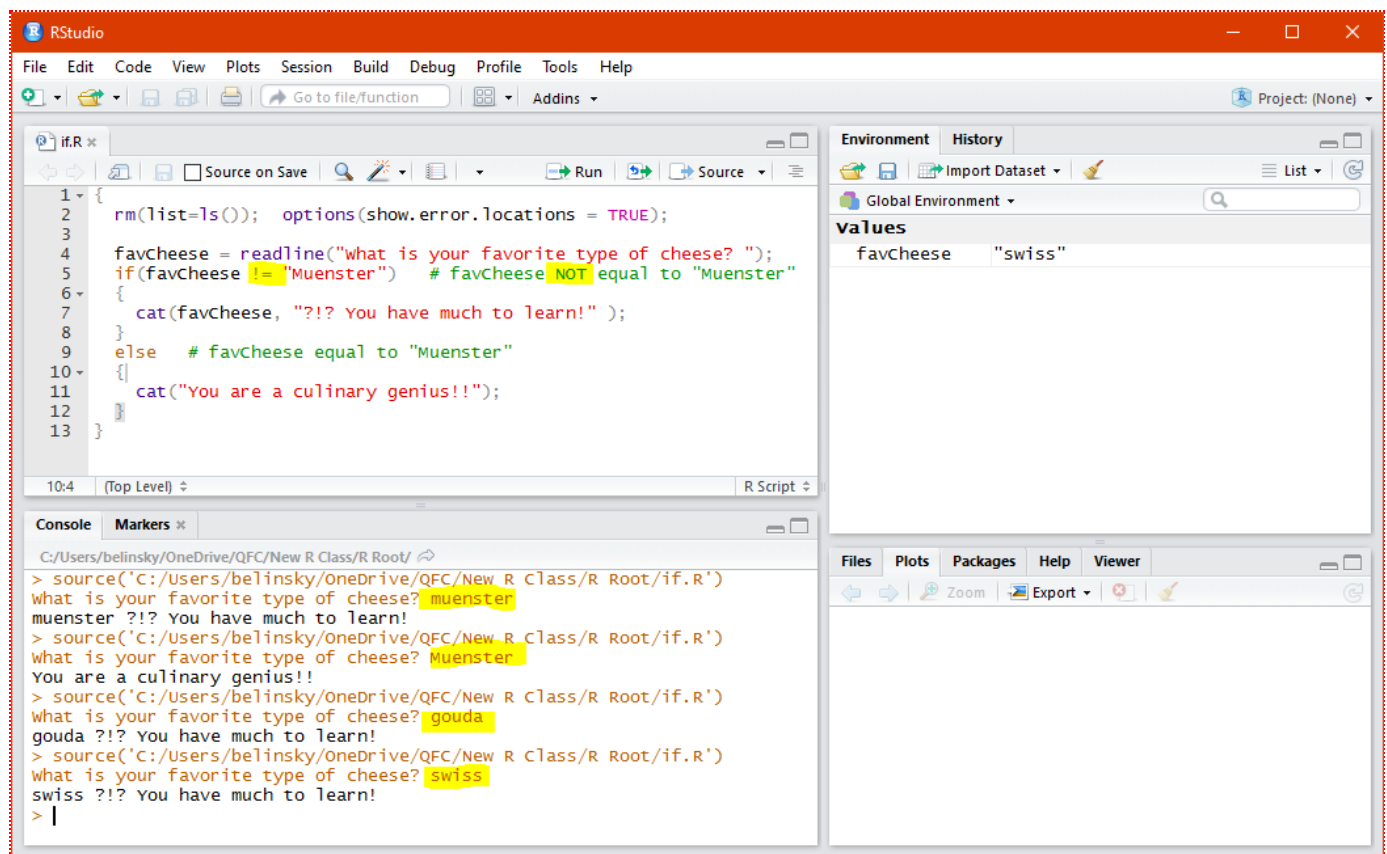 RStudio
File Edit Code View Plots Session Build Debug Profile Tools Help
Go to file/function Addins Project: (None)
if.R
Source on Save Run Source
1 {
2 rm(list=ls()); options(show.error.locations = TRUE);
3
4 favCheese = readline("What is your favorite type of cheese? ");
5 if(favCheese != "Muenster") # favCheese NOT equal to "Muenster"
6 {
7 cat(favCheese, "?!? You have much to learn!" );
8 }
9 else # favCheese equal to "Muenster"
10 {
11 cat("You are a culinary genius!!");
12 }
13 }
10:4 (Top Level) R Script
Console Markers
C:/Users/belinsky/OneDrive/QFC/New R Class/R Root/
> source('C:/Users/belinsky/OneDrive/QFC/New R Class/R Root/if.R')
What is your favorite type of cheese? muenster
muenster ?!? You have much to learn!
> source('C:/Users/belinsky/OneDrive/QFC/New R Class/R Root/if.R')
What is your favorite type of cheese? Muenster
You are a culinary genius!!
> source('C:/Users/belinsky/OneDrive/QFC/New R Class/R Root/if.R')
What is your favorite type of cheese? gouda
gouda ?!? You have much to learn!
> source('C:/Users/belinsky/OneDrive/QFC/New R Class/R Root/if.R')
What is your favorite type of cheese? swiss
swiss ?!? You have much to learn!
>
Environment History
Import Dataset List
Global Environment
Values
favCheese "swiss"
Files Plots Packages Help Viewer
Zoom Export